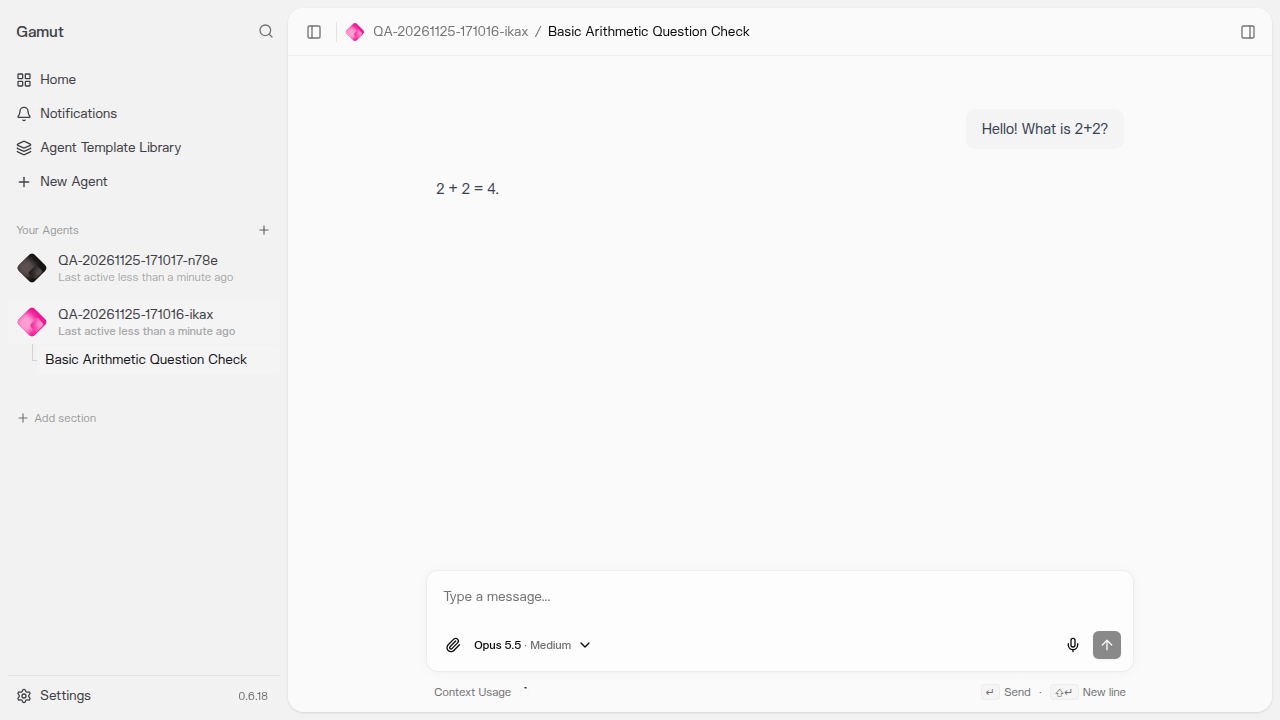 Gamut
Home
Notifications
Agent Template Library
New Agent
Your Agents
QA-20261125-171017-n78e
Last active less than a minute ago
QA-20261125-171016-ikax
Last active less than a minute ago
Basic Arithmetic Question Check
Add section
Settings
0.6.18
QA-20261125-171016-ikax / Basic Arithmetic Question Check
Hello! What is 2+2?
2 + 2 = 4.
Type a message...
Opus 5.5 · Medium
Context Usage
Send · New line